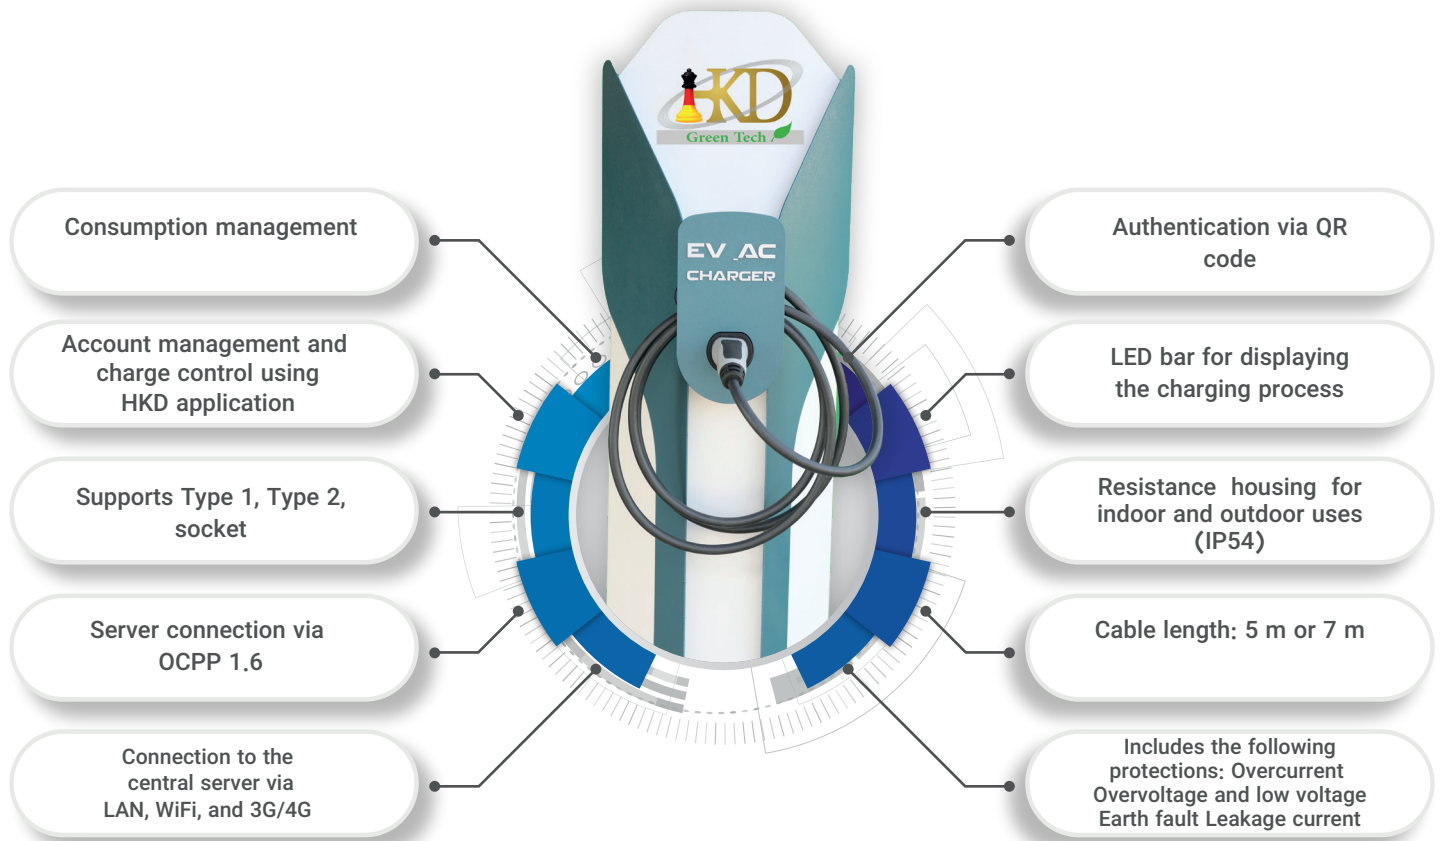 HKD
Green Tech
EV_AC
CHARGER
Consumption management
Account management and
charge control using
HKD application
Supports Type 1, Type 2,
socket
Server connection via
OCPP 1.6
Connection to the
central server via
LAN, WiFi, and 3G/4G
Authentication via QR
code
LED bar for displaying
the charging process
Resistance housing for
indoor and outdoor uses
(IP54)
Cable length: 5 m or 7 m
Includes the following
protections: Overcurrent
Overvoltage and low voltage
Earth fault Leakage current